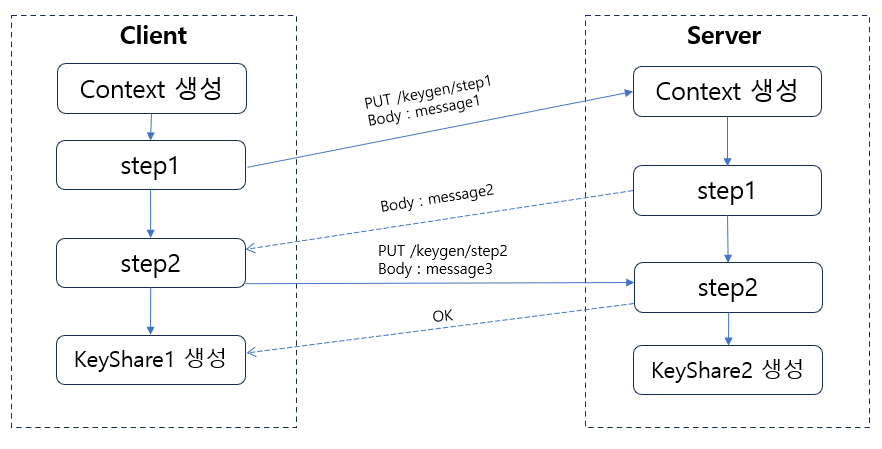 Client
Context 생성
step1
step2
KeyShare1 생성
PUT /keygen/step1
Body : message1
Body : message2
PUT /keygen/step2
Body : message3
OK
Server
Context 생성
step1
step2
KeyShare2 생성